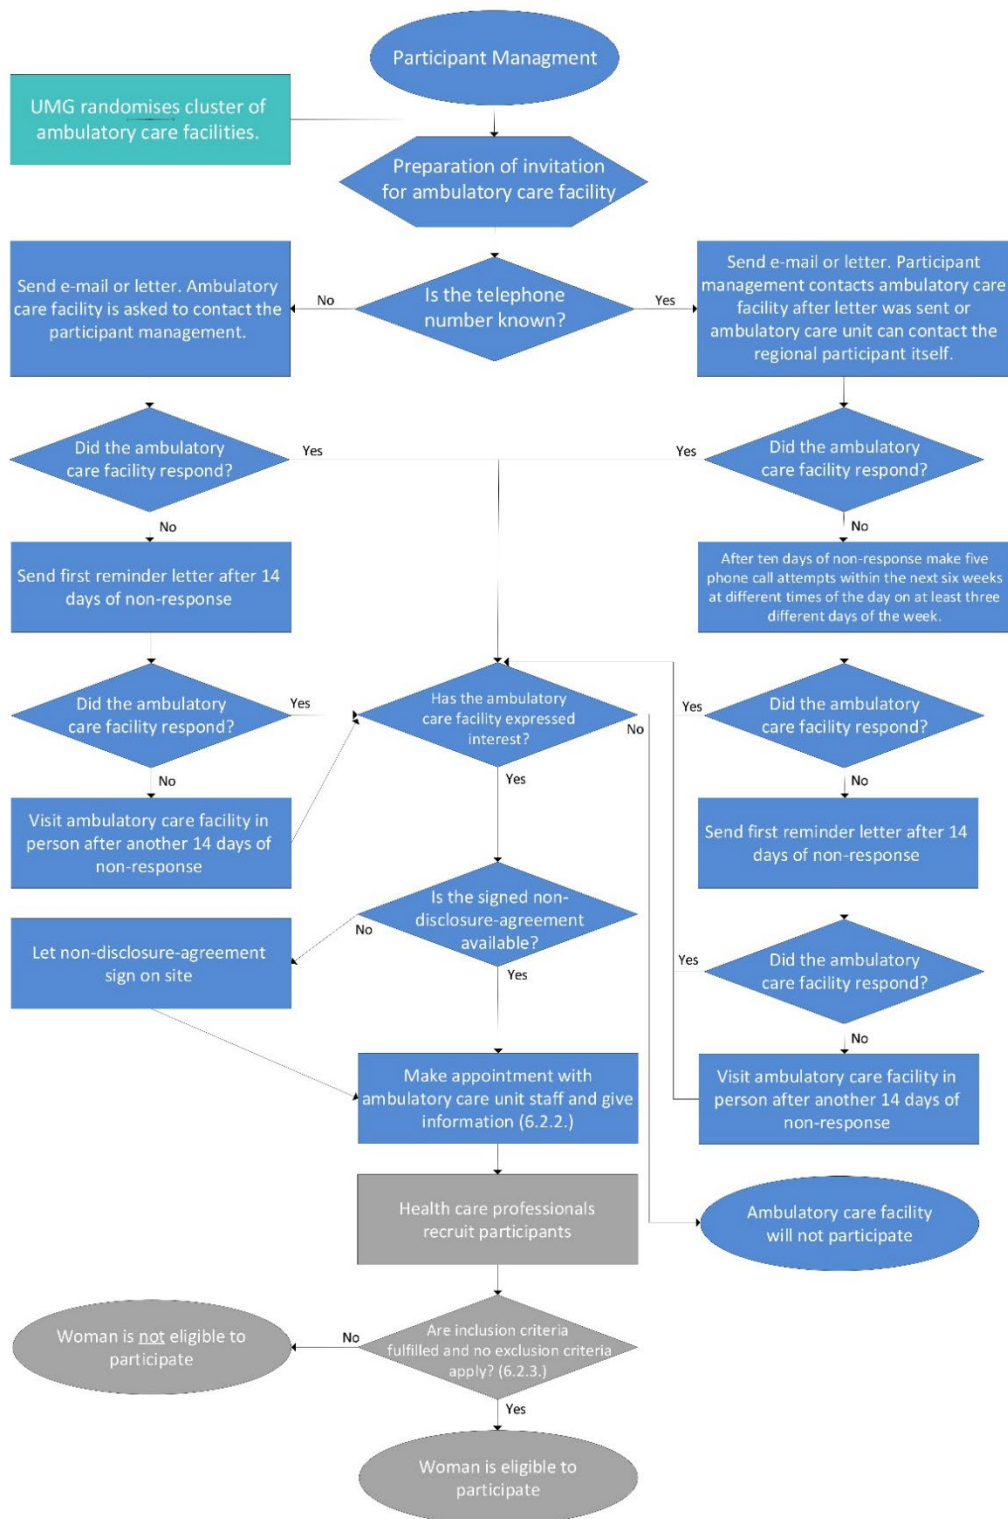 Participant Managment
UMG randomises cluster of
ambulatory care facilities.
Preparation of invitation
for ambulatory care facility
Send e-mail or letter. Ambulatory
care facility is asked to contact the
participant management.
No
Is the telephone
number known?
Yes
Send e-mail or letter. Participant
management contacts ambulatory care
facility after letter was sent or
ambulatory care unit can contact the
regional participant itself.
Did the ambulatory
care facility respond?
Yes
Yes
Did the ambulatory
care facility respond?
No
No
Send first reminder letter after 14
days of non-response
After ten days of non-response make five
phone call attempts within the next six weeks
at different times of the day on at least three
different days of the week.
Did the ambulatory
care facility respond?
Yes
Has the ambulatory
care facility expressed
interest?
No
Yes
Did the ambulatory
care facility respond?
No
Yes
No
Visit ambulatory care facility in
person after another 14 days of
non-response
Send first reminder letter after 14
days of non-response
Is the signed non-
disclosure-agreement
available?
No
Yes
Let non-disclosure-agreement
sign on site
Yes
Did the ambulatory
care facility respond?
No
Make appointment with
ambulatory care unit staff and give
information (6.2.2.)
Visit ambulatory care facility in
person after another 14 days of
non-response
Health care professionals
recruit participants
Ambulatory care facility
will not participate
Woman is not eligible to
participate
No
Are inclusion criteria
fulfilled and no exclusion criteria
apply? (6.2.3.)
Yes
Woman is eligible to
participate